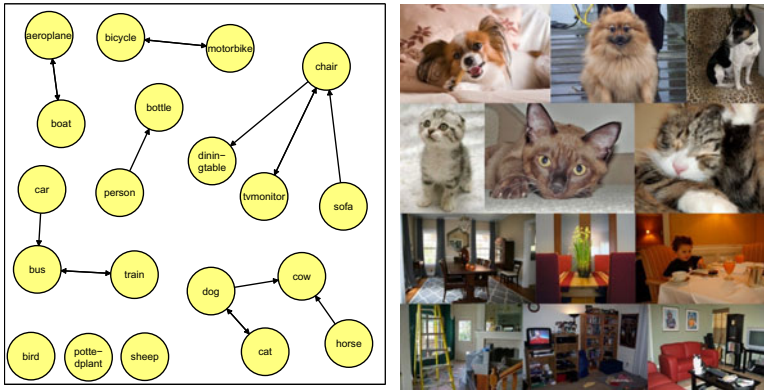 aeroplane
bicycle
motorbike
chair
bottle
boat
dinin-
gtable
car
person
tvmonitor
sofa
bus
train
dog
cow
cat
horse
bird
potte-
dplant
sheep